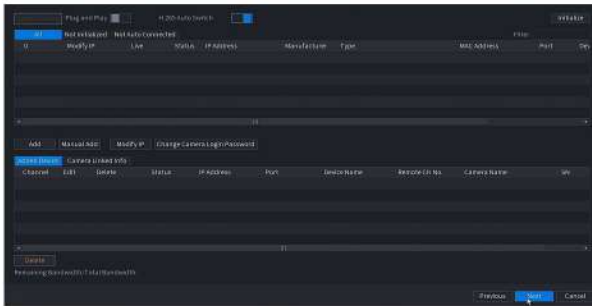 Plug and Play H.265 Auto Switch Initialize
All Not Initialized Not Auto Connected Filter
0 Modify IP Live Status IP Address Manufacturer Type MAC Address Port Dev
Add Manual Add Modify IP Change Camera Login Password
Added Device Camera Linked Info
Channel Edit Delete Status IP Address Port Device Name Remote CH No. Camera Name SN
Delete
Remaining Bandwidth/Total Bandwidth
Previous Next Cancel